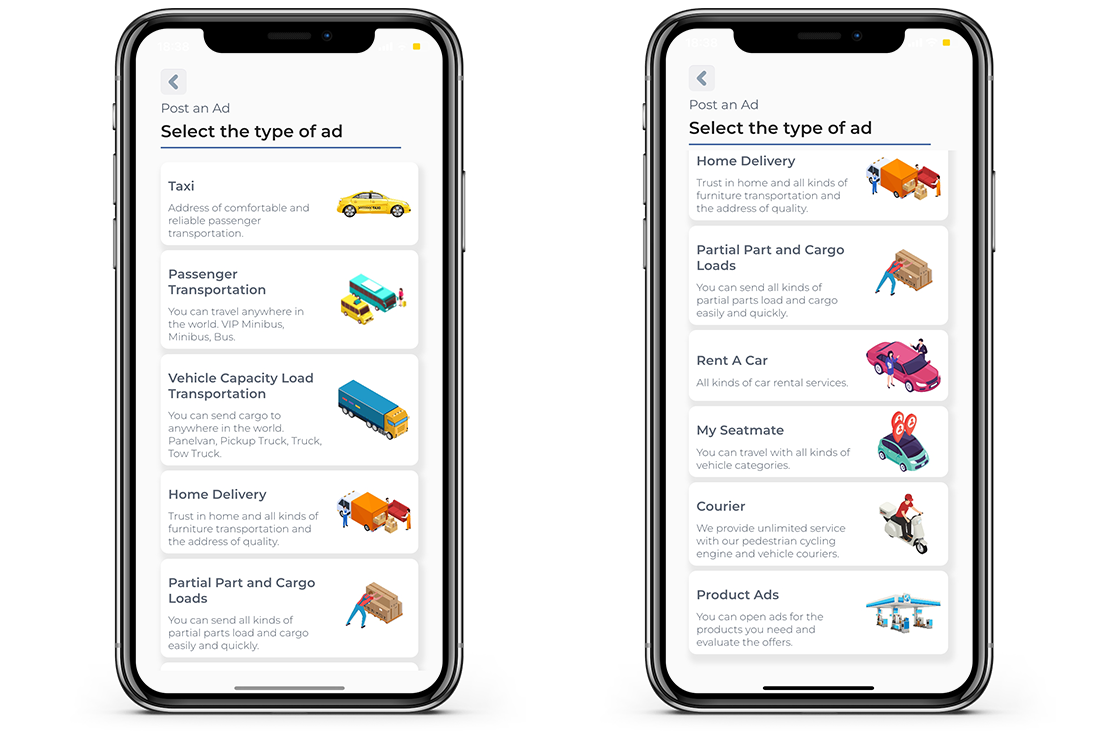 Post an Ad
Select the type of ad
Taxi
Address of comfortable and
reliable passenger
transportation.
Passenger
Transportation
You can travel anywhere in
the world. VIP Minibus,
Minibus, Bus.
Vehicle Capacity Load
Transportation
You can send cargo to
anywhere in the world.
Panelvan, Pickup Truck, Truck,
Tow Truck.
Home Delivery
Trust in home and all kinds of
furniture transportation and
the address of quality.
Partial Part and Cargo
Loads
You can send all kinds of
partial parts load and cargo
easily and quickly.
Post an Ad
Select the type of ad
Home Delivery
Trust in home and all kinds of
furniture transportation and
the address of quality.
Partial Part and Cargo
Loads
You can send all kinds of
partial parts load and cargo
easily and quickly.
Rent A Car
All kinds of car rental services.
My Seatmate
You can travel with all kinds of
vehicle categories.
Courier
We provide unlimited service
with our pedestrian cycling
engine and vehicle couriers.
Product Ads
You can open ads for the
products you need and
evaluate the offers.